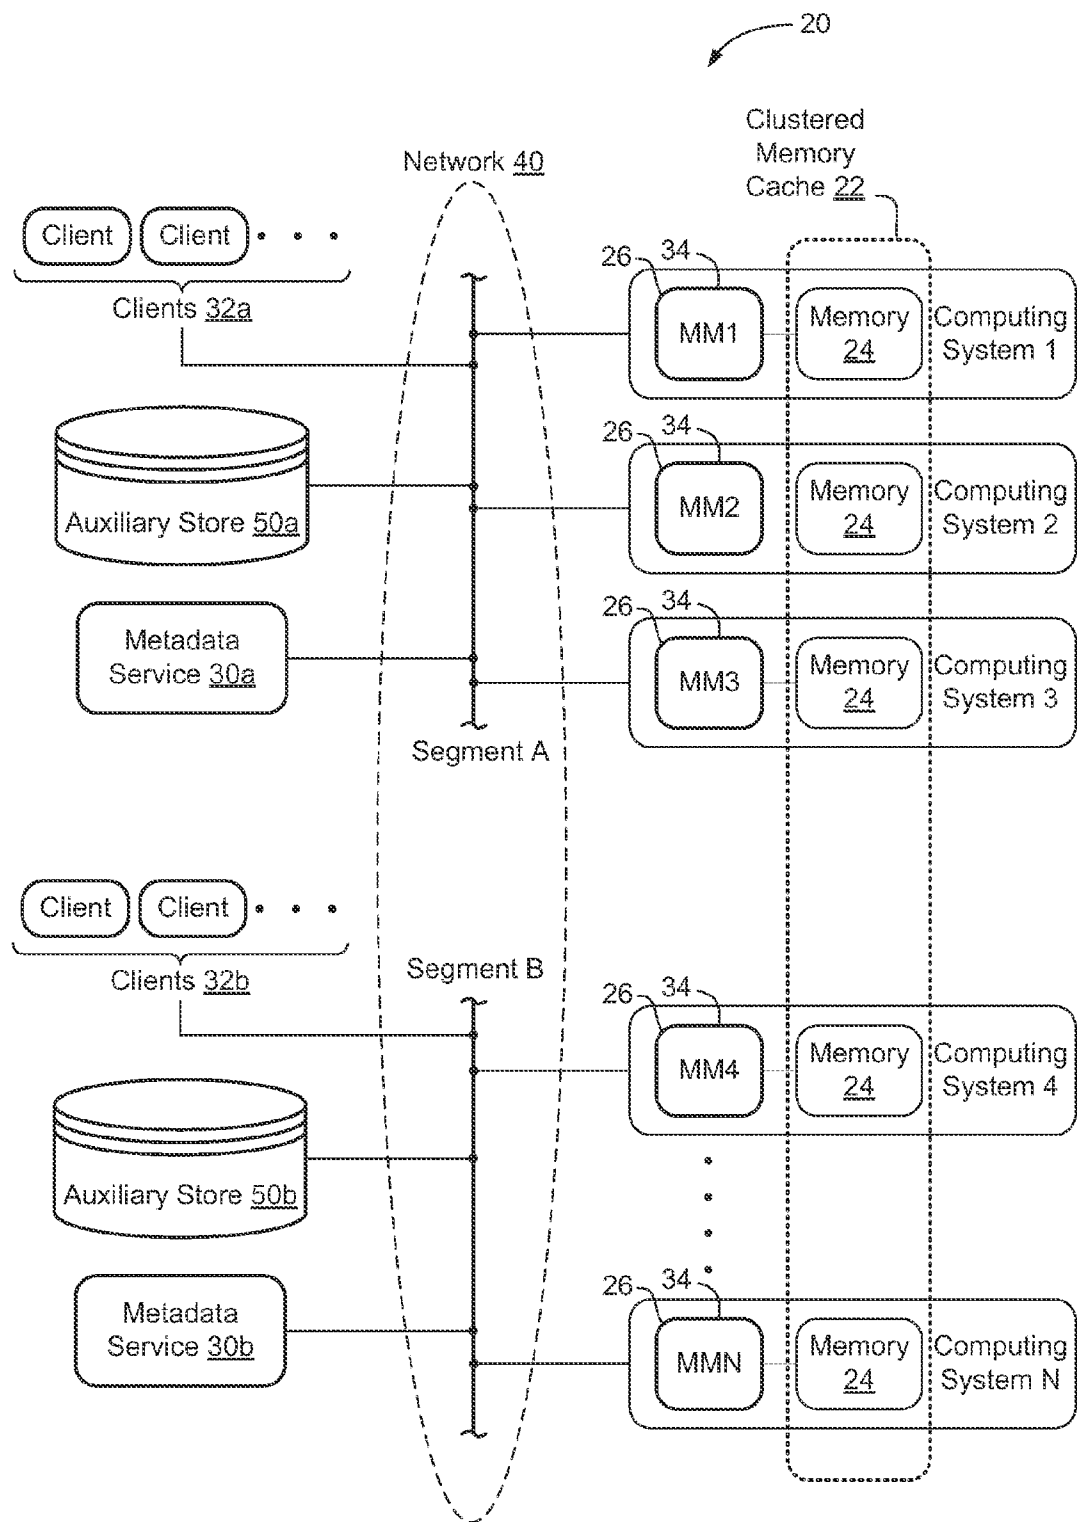 20
Clustered
Memory
Cache 22
Network 40
Client
Client
Clients 32a
26
34
MM1
Memory
24
Computing
System 1
Auxiliary Store 50a
26
34
MM2
Memory
24
Computing
System 2
Metadata
Service 30a
26
34
MM3
Memory
24
Computing
System 3
Segment A
Client
Client
Clients 32b
Segment B
26
34
MM4
Memory
24
Computing
System 4
Auxiliary Store 50b
Metadata
Service 30b
26
34
MMN
Memory
24
Computing
System N